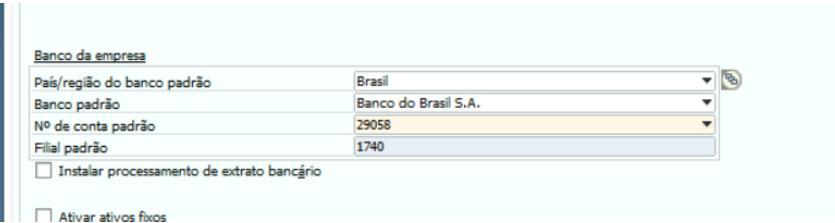 Banco da empresa
País/região do banco padrão Brasil
Banco padrão Banco do Brasil S.A.
Nº de conta padrão 29058
Filial padrão 1740
Instalar processamento de extrato bancário
Ativar ativos fixos